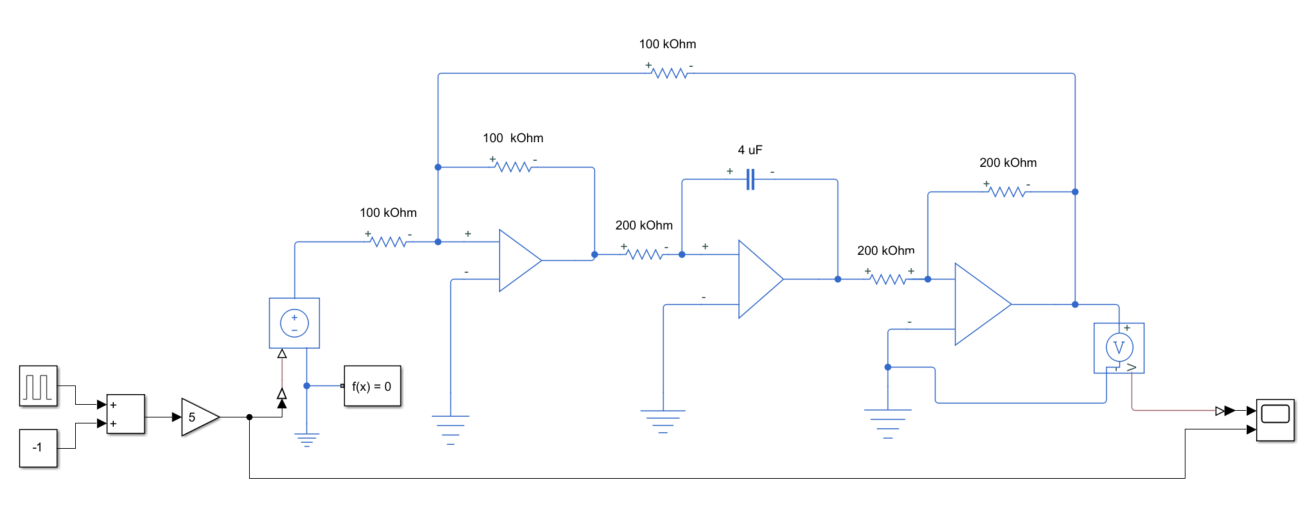 100 kOhm
+ -
100 kOhm
+ -
4 uF
+ -
200 kOhm
+ -
100 kOhm
+ -
+
-
200 kOhm
+ -
+
-
200 kOhm
+ +
-
+
-
V
+
-
V
f(x) = 0
+
+
5
-1